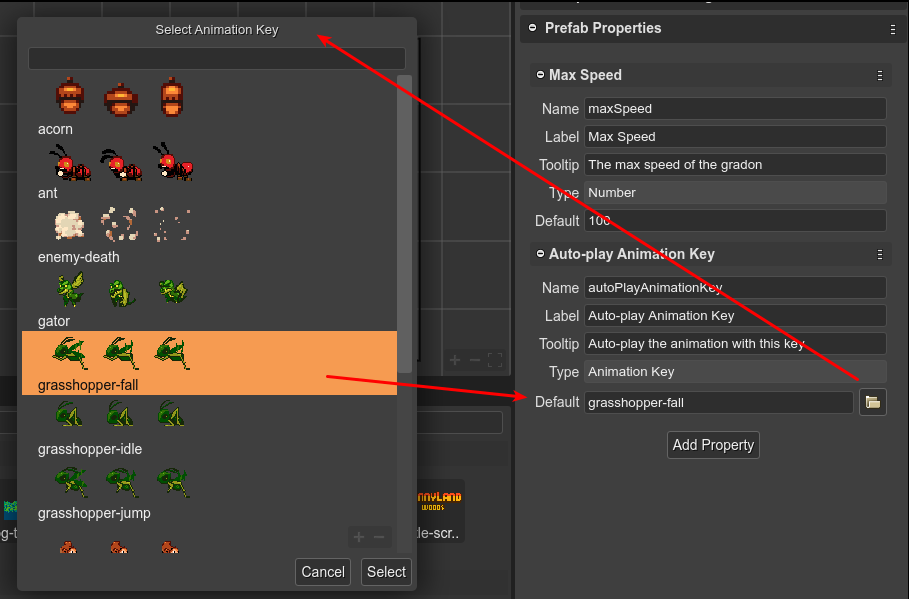 Select Animation Key
acorn
ant
enemy-death
gator
grasshopper-fall
grasshopper-idle
grasshopper-jump
Cancel
Select
og-t
NNYLAND
WOODS
tle-scr..
Prefab Properties
Max Speed
Name maxSpeed
Label Max Speed
Tooltip The max speed of the gradon
Type Number
Default 100
Auto-play Animation Key
Name autoPlayAnimationKey
Label Auto-play Animation Key
Tooltip Auto-play the animation with this key
Type Animation Key
Default grasshopper-fall
Add Property